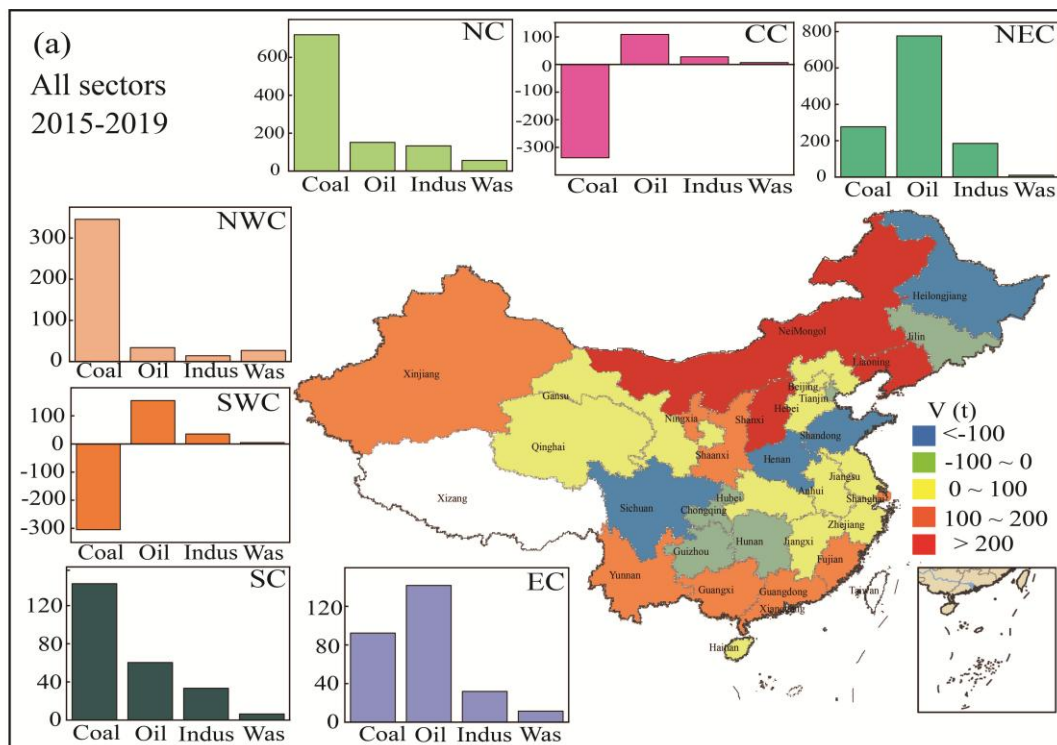 (a)
All sectors
2015-2019
NC
600
400
200
0
Coal Oil Indus Was
CC
100
0
-100
-200
-300
Coal Oil Indus Was
NEC
800
600
400
200
0
Coal Oil Indus Was
NWC
300
200
100
0
Coal Oil Indus Was
SWC
100
0
-100
-200
-300
Coal Oil Indus Was
SC
120
80
40
0
Coal Oil Indus Was
EC
120
80
40
0
Coal Oil Indus Was
Heilongjiang
Jilin
NeiMongol
Liaoning
Beijing
Tianjin
Hebei
Xinjiang
Gansu
Ningxia
Shanxi
Shandong
Qinghai
Shaanxi
Henan
Jiangsu
Anhui
Shanghai
Xizang
Hubei
Sichuan
Chongqing
Zhejiang
Hunan
Jiangxi
Guizhou
Fujian
Yunnan
Guangxi
Guangdong
Taiwan
Hainan
V (t)
<-100
-100 ~ 0
0 ~ 100
100 ~ 200
> 200